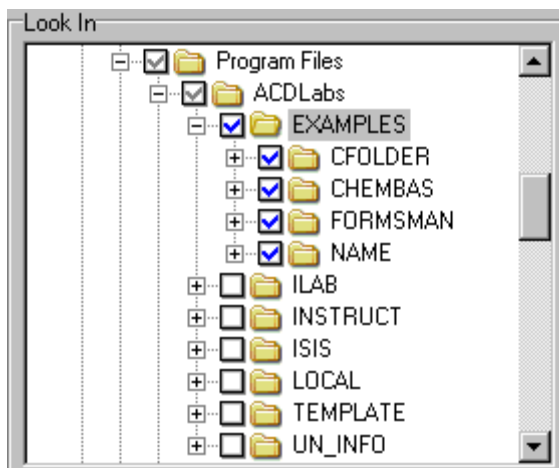 Look In
Program Files
ACDLabs
EXAMPLES
CFOLDER
CHEMBAS
FORMSMAN
NAME
ILAB
INSTRUCT
ISIS
LOCAL
TEMPLATE
UN_INFO